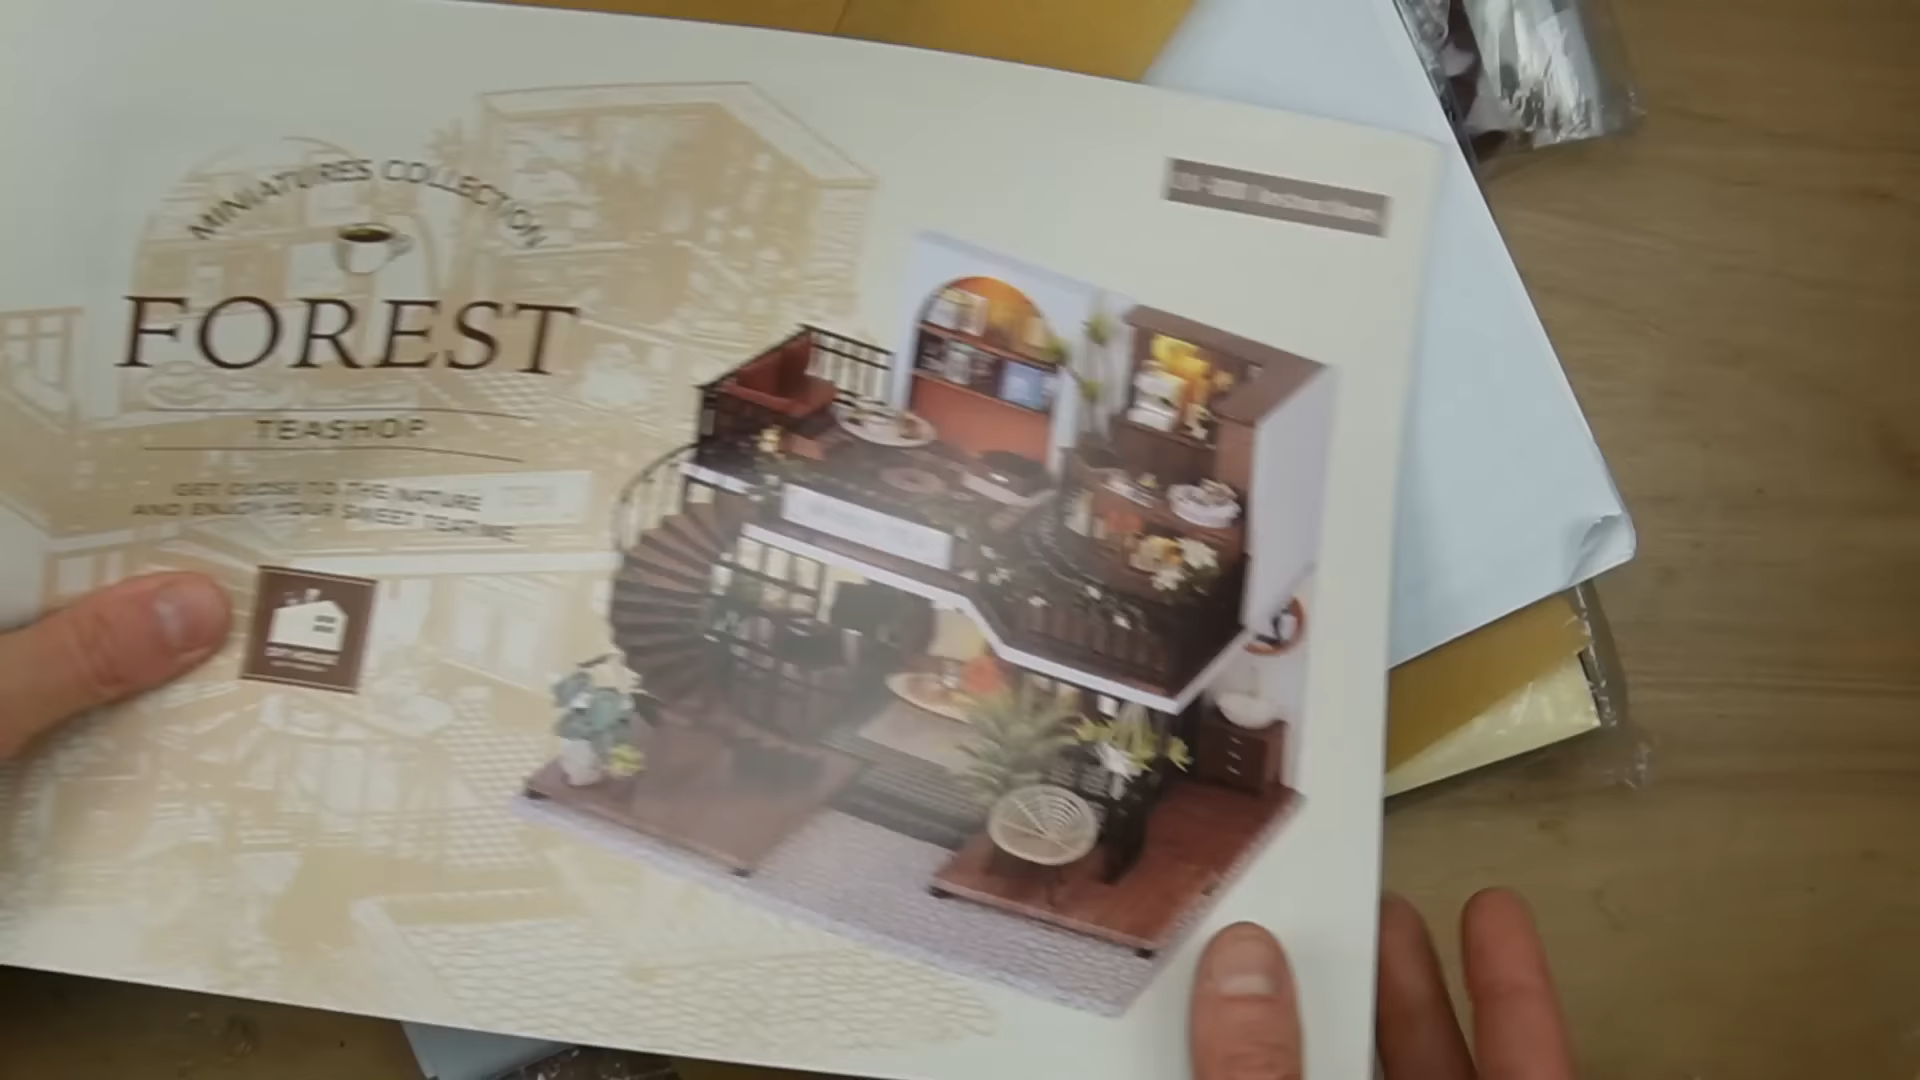 MINIATURES COLLECTION
FOREST
TEASHOP
GET CLOSE TO THE NATURE
AND ENJOY YOUR SWEET TEATIME